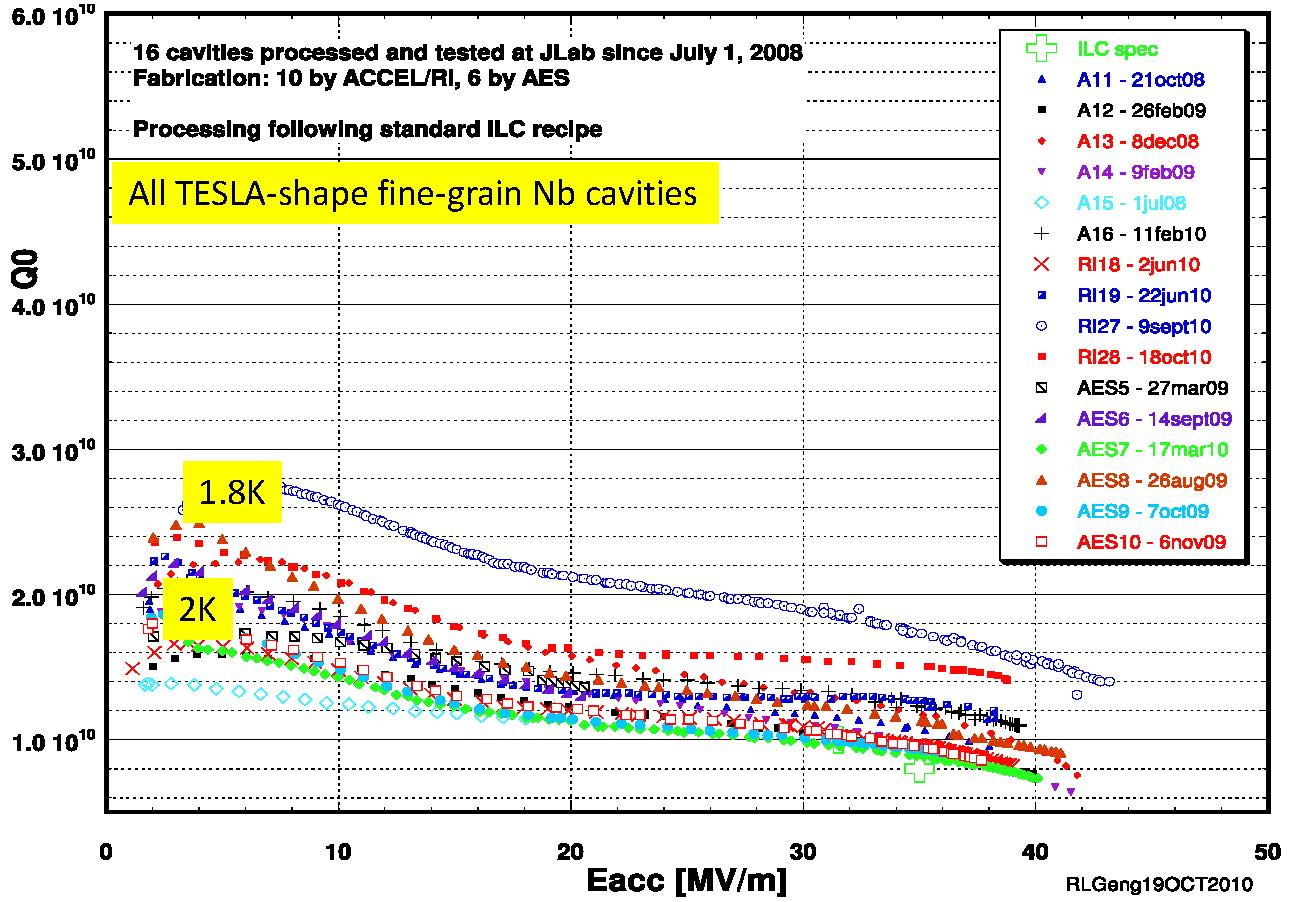 6.0 10¹⁰
16 cavities processed and tested at JLab since July 1, 2008
Fabrication: 10 by ACCEL/RI, 6 by AES
Processing following standard ILC recipe
5.0 10¹⁰
All TESLA-shape fine-grain Nb cavities
Q0
4.0 10¹⁰
3.0 10¹⁰
1.8K
2.0 10¹⁰
2K
1.0 10¹⁰
ILC spec
A11 - 21oct08
A12 - 26feb09
A13 - 8dec08
A14 - 9feb09
A15 - 1jul08
A16 - 11feb10
RI18 - 2jun10
RI19 - 22jun10
RI27 - 9sept10
RI28 - 18oct10
AES5 - 27mar09
AES6 - 14sept09
AES7 - 17mar10
AES8 - 26aug09
AES9 - 7oct09
AES10 - 6nov09
0 10 20 30 40 50
Eacc [MV/m]
RLGeng19OCT2010